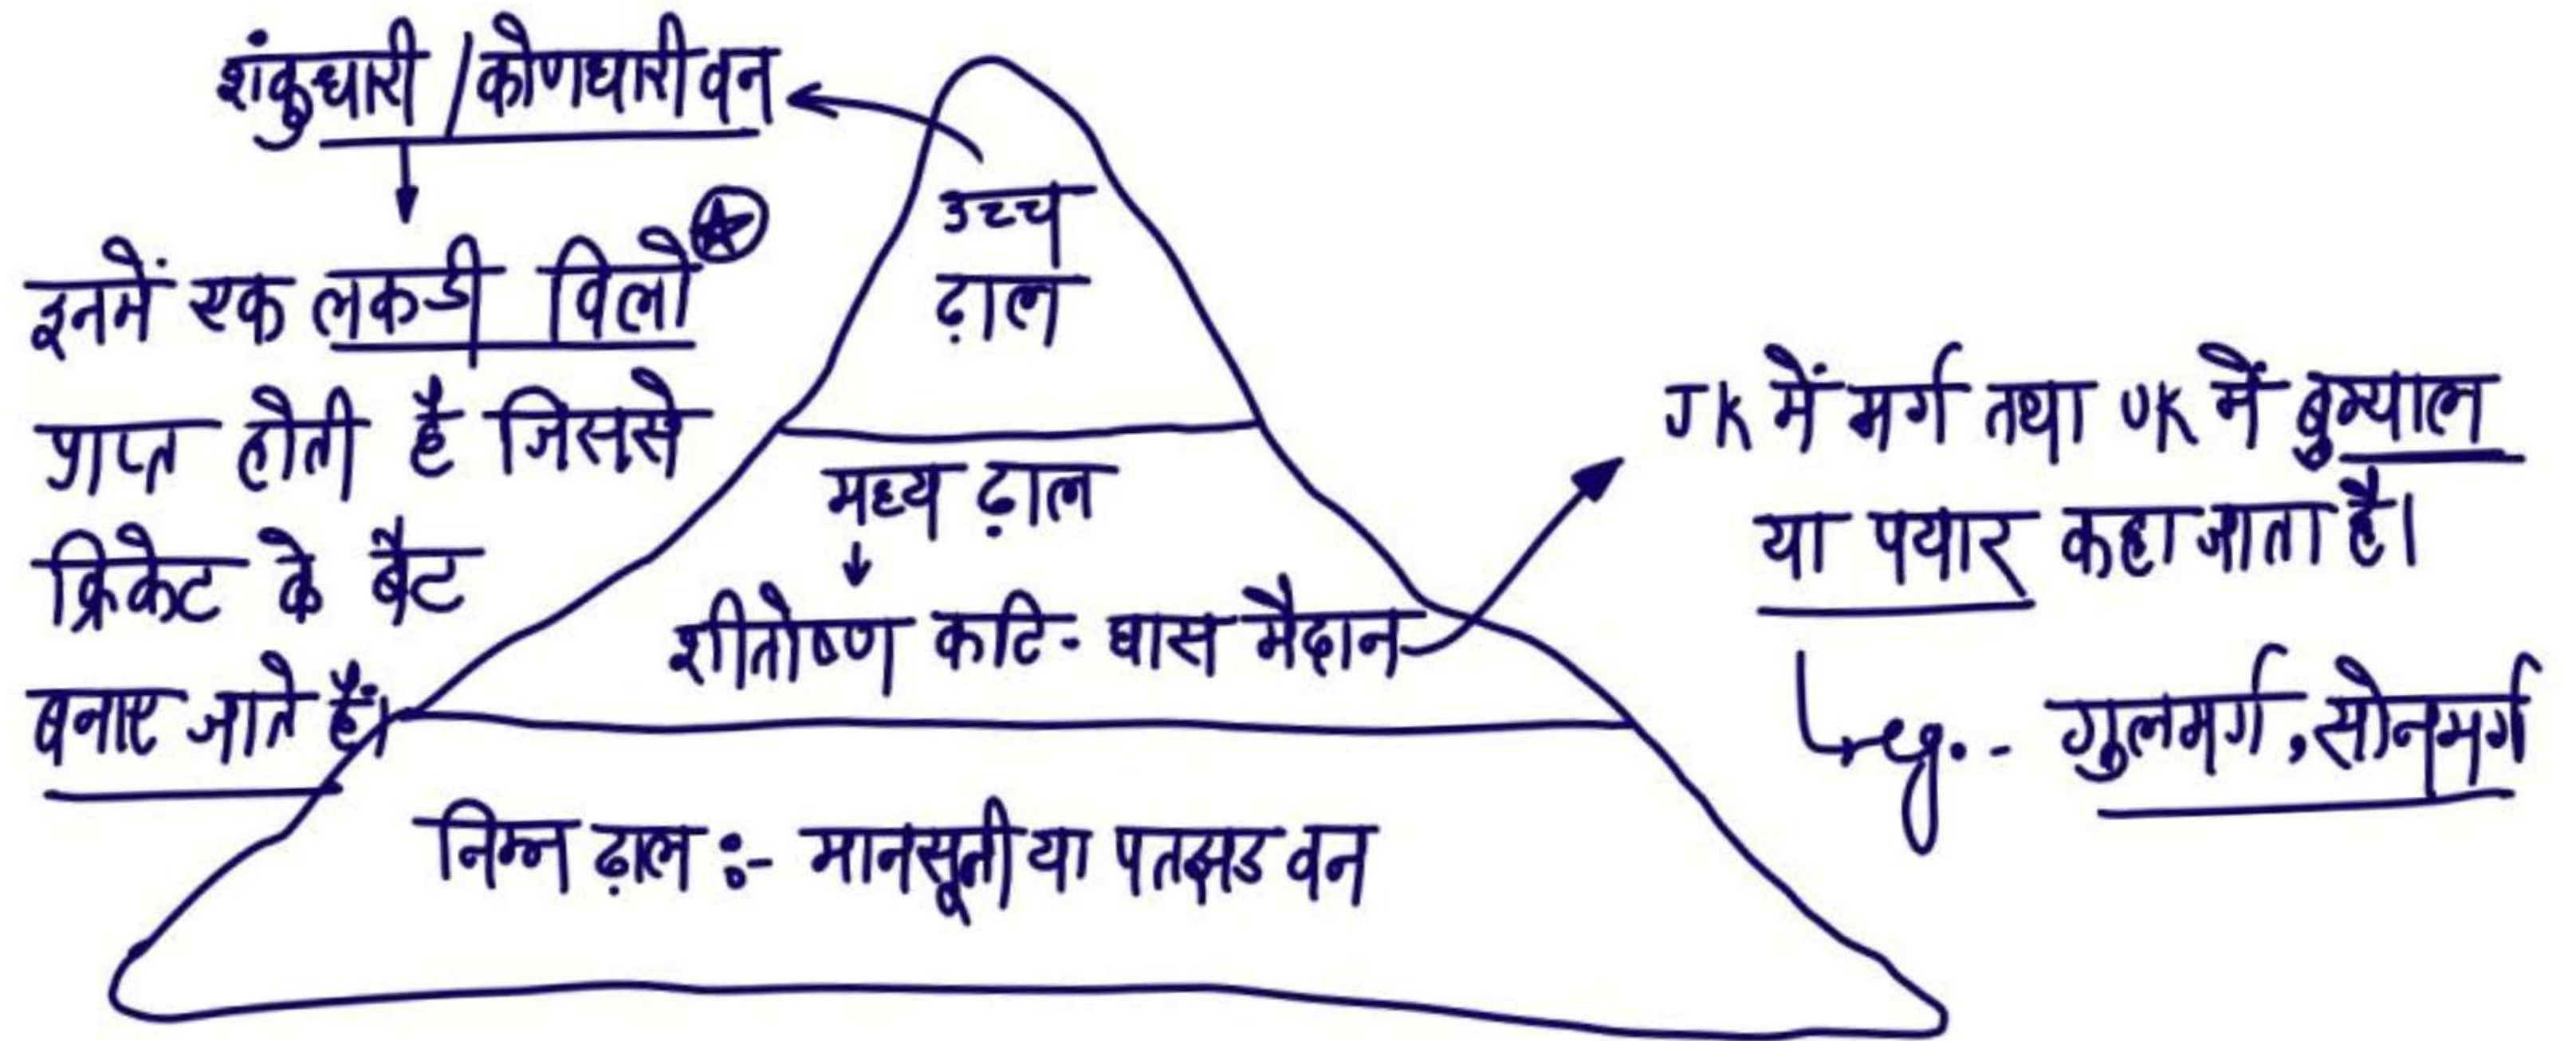 शंकुधारी / कोणधारी वन
इनमें एक लकडी विलो
प्राप्त होती है जिससे
क्रिकेट के बैट
बनाए जाते हैं।
उच्च
ढ़ाल
मध्य ढ़ाल
शीतोष्ण कटि- घास मैदान
JK में मर्ग तथा UK में बुग्याल
या पयार कहा जाता है।
eg. - गुलमर्ग, सोनमर्ग
निम्न ढ़ाल :- मानसूनी या पतझड वन